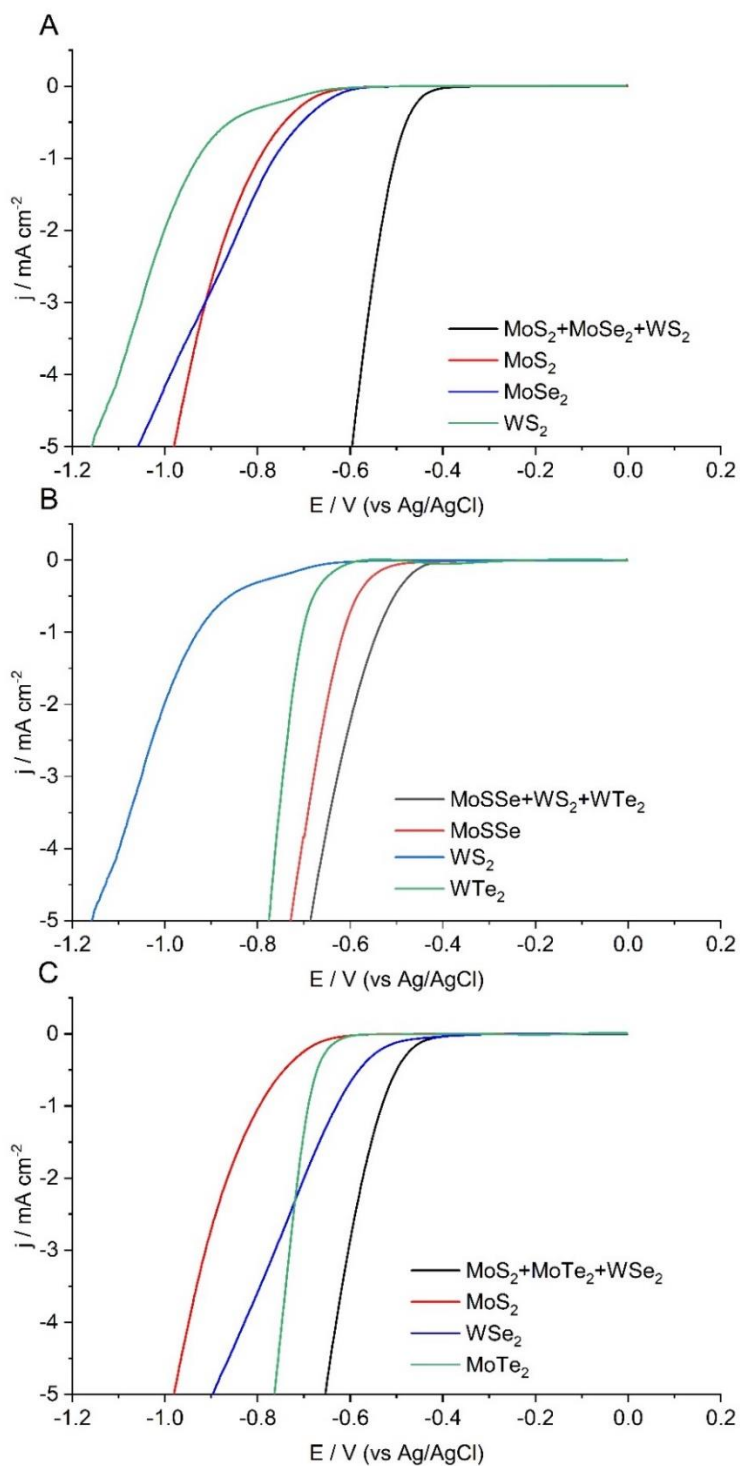 A
0
-1
-2
-3
-4
-5
j / mA cm⁻²
MoS₂+MoSe₂+WS₂
MoS₂
MoSe₂
WS₂
-1.2 -1.0 -0.8 -0.6 -0.4 -0.2 0.0 0.2
E / V (vs Ag/AgCl)
B
0
-1
-2
-3
-4
-5
j / mA cm⁻²
MoSSe+WS₂+WTe₂
MoSSe
WS₂
WTe₂
-1.2 -1.0 -0.8 -0.6 -0.4 -0.2 0.0 0.2
E / V (vs Ag/AgCl)
C
0
-1
-2
-3
-4
-5
j / mA cm⁻²
MoS₂+MoTe₂+WSe₂
MoS₂
WSe₂
MoTe₂
-1.2 -1.0 -0.8 -0.6 -0.4 -0.2 0.0 0.2
E / V (vs Ag/AgCl)